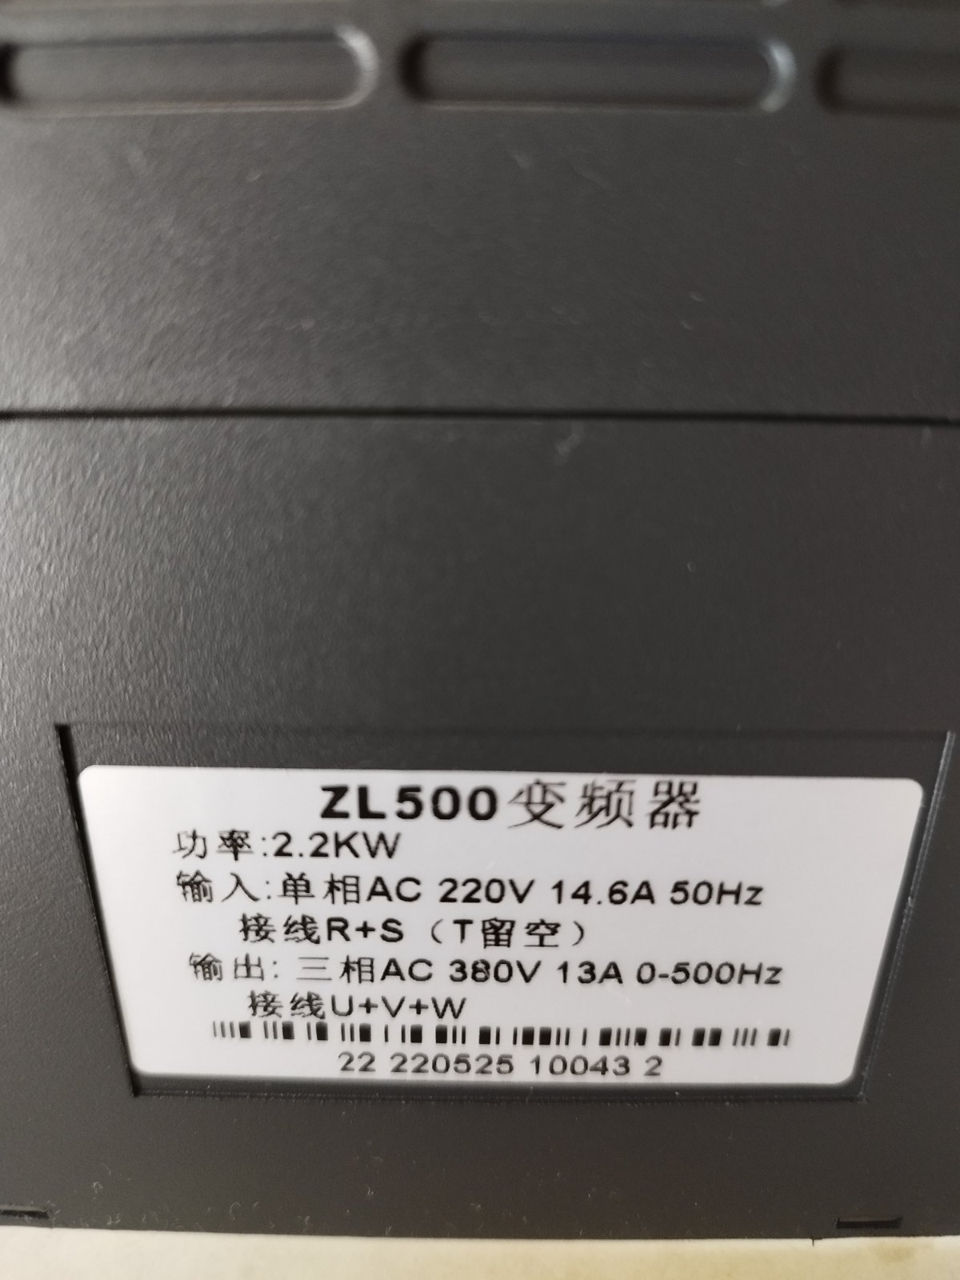 ZL500变频器
功率:2.2KW
输入:单相AC 220V 14.6A 50Hz
接线R+S（T留空）
输出:三相AC 380V 13A 0-500Hz
接线U+V+W
22 220525 10043 2